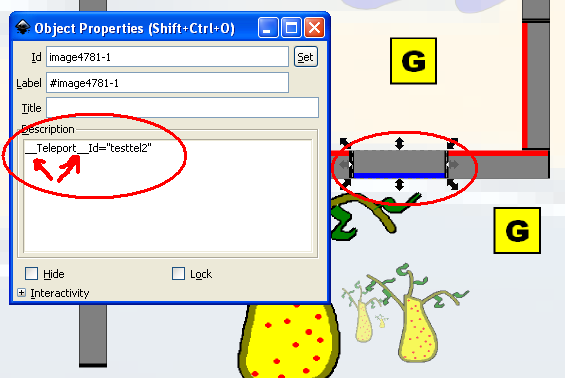 Object Properties (Shift+Ctrl+O)
Id image4781-1 Set
Label #image4781-1
Title
Description
__Teleport__Id="testtel2"
Hide Lock
Interactivity
G
G